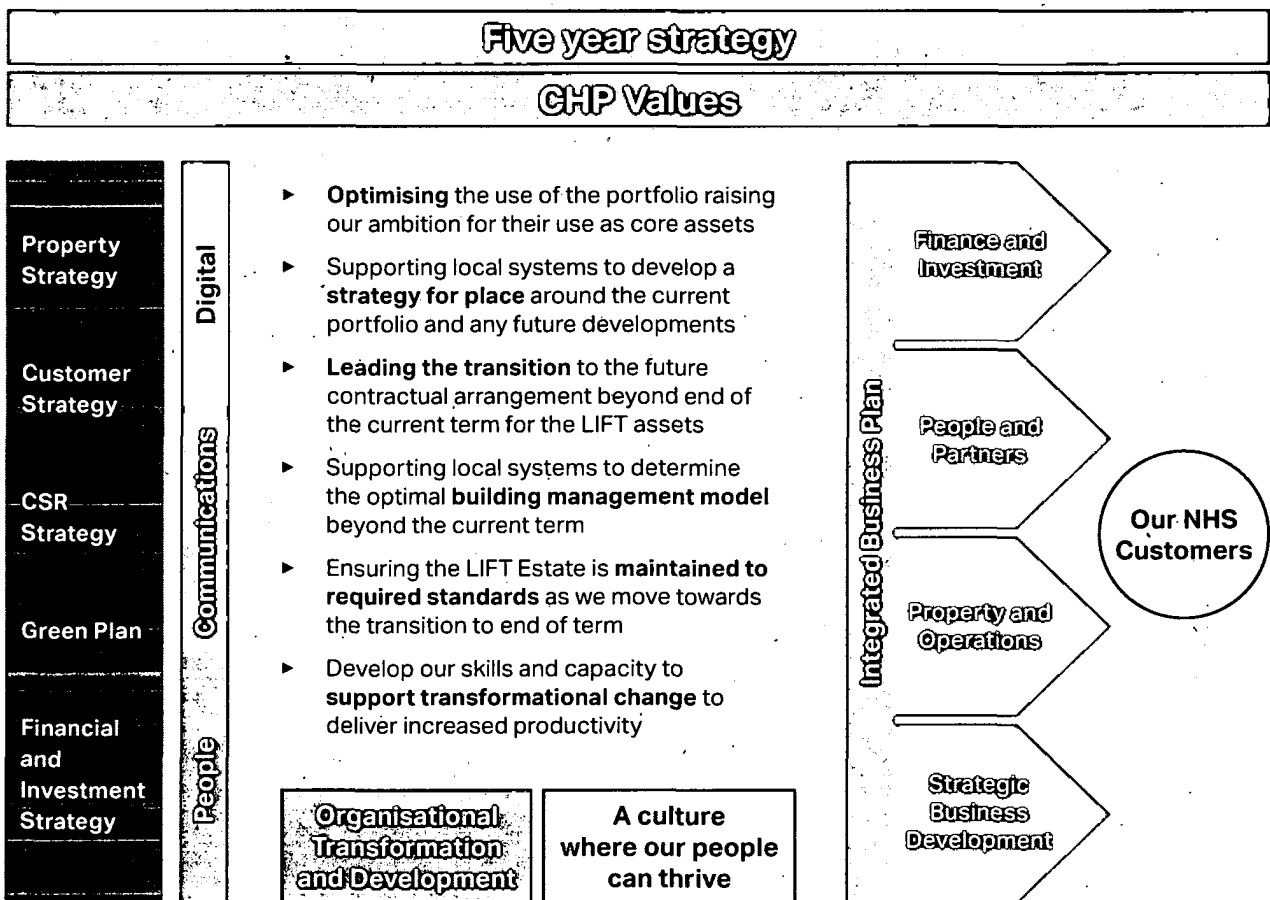 Five year strategy
CHP Values
Property
Strategy
Customer
Strategy
CSR
Strategy
Green Plan
Financial
and
Investment
Strategy
Digital
Communications
People
► Optimising the use of the portfolio raising
our ambition for their use as core assets
► Supporting local systems to develop a
strategy for place around the current
portfolio and any future developments
► Leading the transition to the future
contractual arrangement beyond end of
the current term for the LIFT assets
► Supporting local systems to determine
the optimal building management model
beyond the current term
► Ensuring the LIFT Estate is maintained to
required standards as we move towards
the transition to end of term
► Develop our skills and capacity to
support transformational change to
deliver increased productivity
Organisational
Transformation
and Development
A culture
where our people
can thrive
Integrated Business Plan
Finance and
Investment
People and
Partners
Property and
Operations
Strategic
Business
Development
Our NHS
Customers